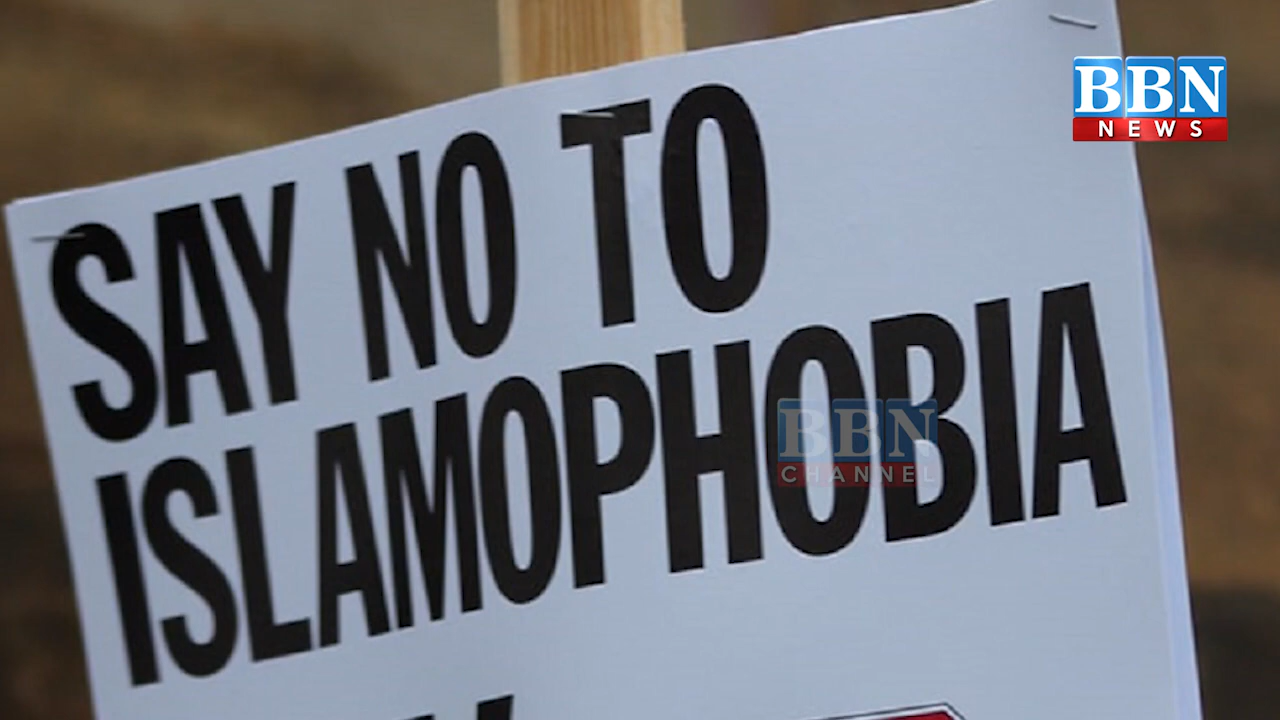 BBN
NEWS
SAY NO TO
ISLAMOPHOBIA
BBN
CHANNEL